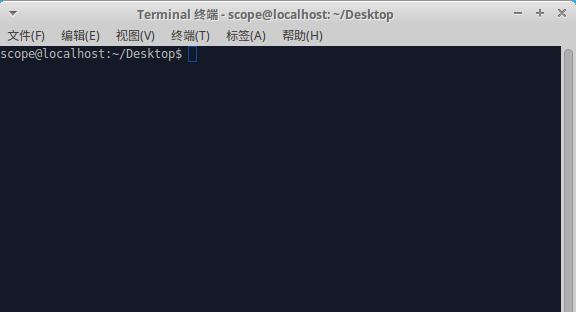 Terminal 终端 - scope@localhost: ~/Desktop
文件(F) 编辑(E) 视图(V) 终端(T) 标签(A) 帮助(H)
scope@localhost:~/Desktop$